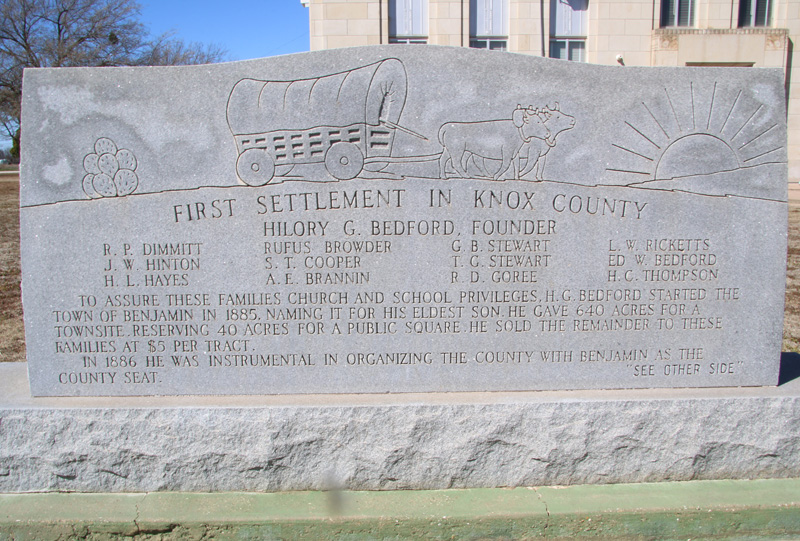 FIRST SETTLEMENT IN KNOX COUNTY
HILORY G. BEDFORD, FOUNDER
R. P. DIMMITT RUFUS BROWDER G. B. STEWART L. W. RICKETTS
J. W. HINTON S. T. COOPER T. G. STEWART ED W. BEDFORD
H. L. HAYES A. E. BRANNIN R. D. GOREE H. C. THOMPSON
TO ASSURE THESE FAMILIES CHURCH AND SCHOOL PRIVILEGES, H. G. BEDFORD STARTED THE
TOWN OF BENJAMIN IN 1885, NAMING IT FOR HIS ELDEST SON. HE GAVE 640 ACRES FOR A
TOWNSITE. RESERVING 40 ACRES FOR A PUBLIC SQUARE. HE SOLD THE REMAINDER TO THESE
FAMILIES AT $5 PER TRACT.
IN 1886 HE WAS INSTRUMENTAL IN ORGANIZING THE COUNTY WITH BENJAMIN AS THE
COUNTY SEAT. "SEE OTHER SIDE"